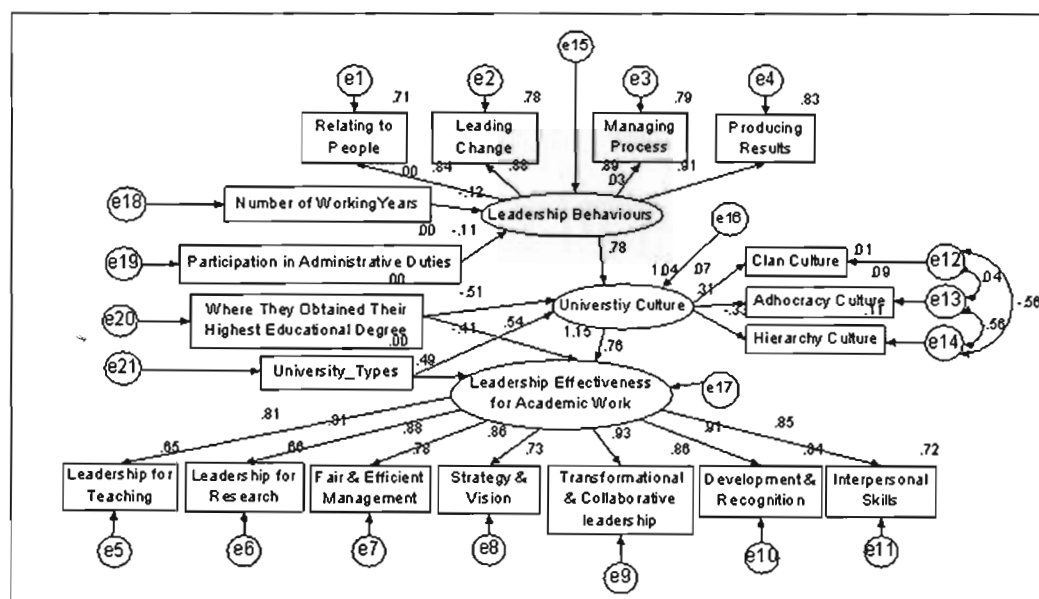 e15
e1
e2
e3
e4
.71
.78
.79
.83
Relating to
People
Leading
Change
Managing
Process
Producing
Results
.00
.84
.88
.89
.03
.91
e18
Number of Working Years
-.12
Leadership Behaviours
e16
.00
-.11
e19
Participation in Administrative Duties
.78
1.04
.07
Clan Culture
.01
e12
.00
.31
.09
.04
e20
Where They Obtained Their
Highest Educational Degree
-.51
Universtiy Culture
Adhocracy Culture
e13
-.56
-.33
.11
.00
-.41
.54
1.15
.76
Hierarchy Culture
e14
.56
e21
University_Types
.49
Leadership Effectiveness
for Academic Work
e17
.81
.81
.88
.86
.93
.91
.85
.65
.66
.78
.73
.86
.84
.72
Leadership for
Teaching
Leadership for
Research
Fair & Efficient
Management
Strategy &
Vision
Transformational
& Collaborative
leadership
Development &
Recognition
Interpersonal
Skills
e5
e6
e7
e8
e9
e10
e11